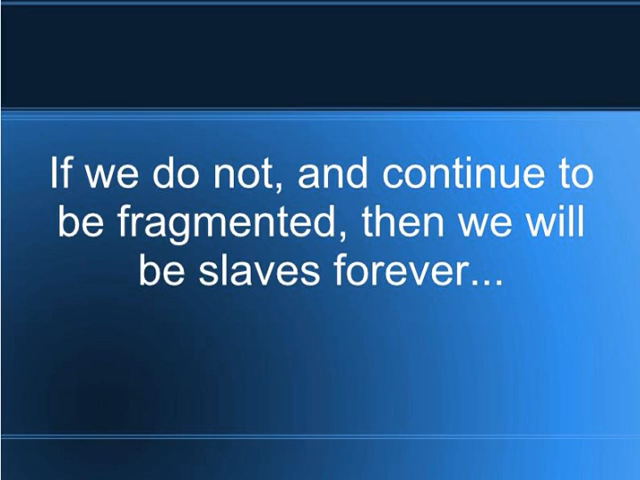 If we do not, and continue to
be fragmented, then we will
be slaves forever...